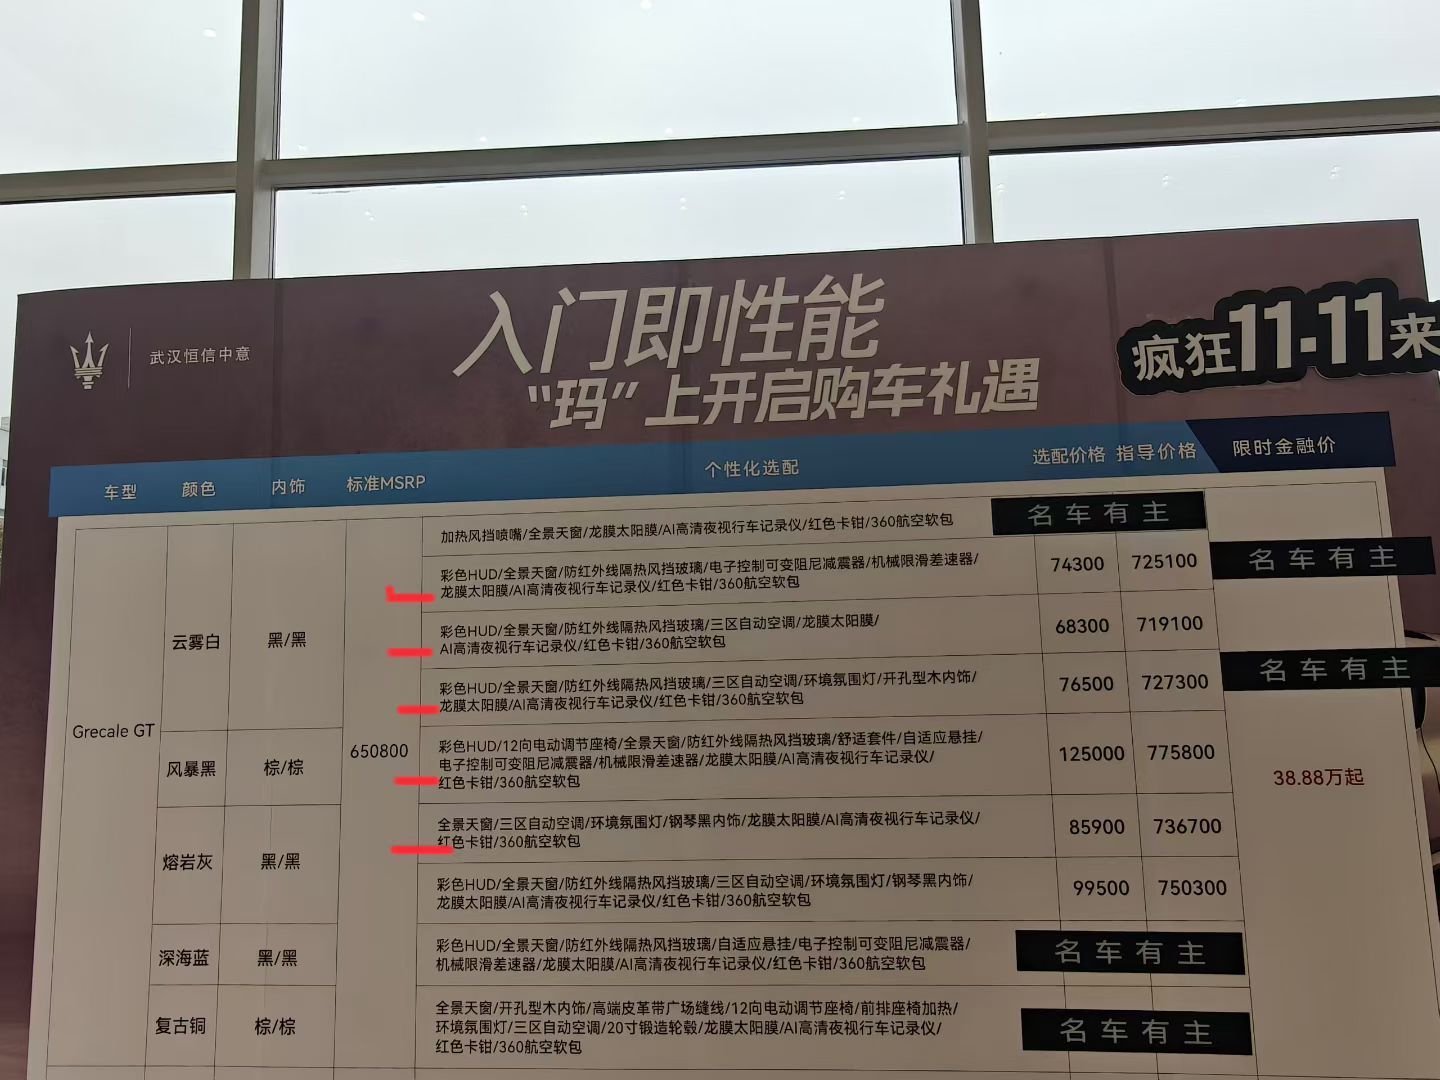 武汉恒信中意
入门即性能
“玛”上开启购车礼遇
疯狂11·11来
车型 颜色 内饰 标准MSRP 个性化选配 选配价格 指导价格 限时金融价
加热风挡喷嘴/全景天窗/龙膜太阳膜/AI高清夜视行车记录仪/红色卡钳/360航空软包
名车有主
彩色HUD/全景天窗/防红外线隔热风挡玻璃/电子控制可变阻尼减震器/机械限滑差速器/
龙膜太阳膜/AI高清夜视行车记录仪/红色卡钳/360航空软包
74300 725100
名车有主
云雾白 黑/黑
彩色HUD/全景天窗/防红外线隔热风挡玻璃/三区自动空调/龙膜太阳膜/
AI高清夜视行车记录仪/红色卡钳/360航空软包
68300 719100
彩色HUD/全景天窗/防红外线隔热风挡玻璃/三区自动空调/环境氛围灯/开孔型木内饰/
龙膜太阳膜/AI高清夜视行车记录仪/红色卡钳/360航空软包
76500 727300
名车有主
Grecale GT
650800
风暴黑 棕/棕
彩色HUD/12向电动调节座椅/全景天窗/防红外线隔热风挡玻璃/舒适套件/自适应悬挂/
电子控制可变阻尼减震器/机械限滑差速器/龙膜太阳膜/AI高清夜视行车记录仪/
红色卡钳/360航空软包
125000 775800
38.88万起
熔岩灰 黑/黑
全景天窗/三区自动空调/环境氛围灯/钢琴黑内饰/龙膜太阳膜/AI高清夜视行车记录仪/
红色卡钳/360航空软包
85900 736700
彩色HUD/全景天窗/防红外线隔热风挡玻璃/三区自动空调/环境氛围灯/钢琴黑内饰/
龙膜太阳膜/AI高清夜视行车记录仪/红色卡钳/360航空软包
99500 750300
深海蓝 黑/黑
彩色HUD/全景天窗/防红外线隔热风挡玻璃/自适应悬挂/电子控制可变阻尼减震器/
机械限滑差速器/龙膜太阳膜/AI高清夜视行车记录仪/红色卡钳/360航空软包
名车有主
复古铜 棕/棕
全景天窗/开孔型木内饰/高端皮革带广场缝线/12向电动调节座椅/前排座椅加热/
环境氛围灯/三区自动空调/20寸锻造轮毂/龙膜太阳膜/AI高清夜视行车记录仪/
红色卡钳/360航空软包
名车有主